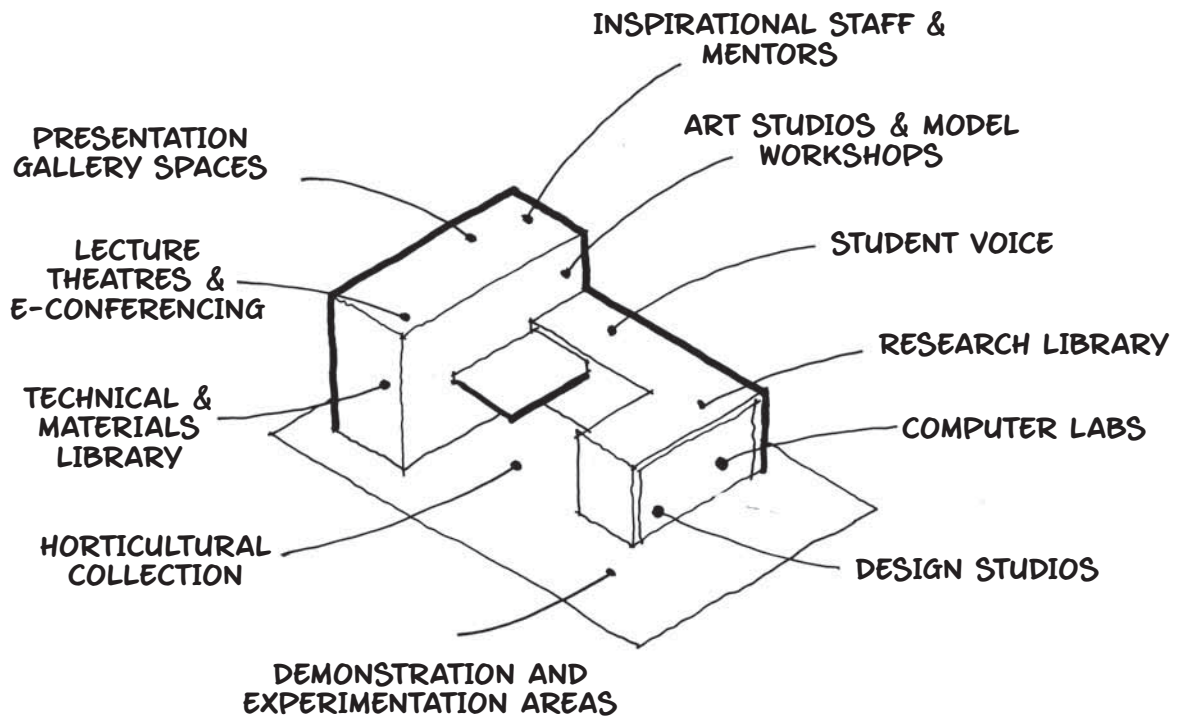 INSPIRATIONAL STAFF &
MENTORS
PRESENTATION
GALLERY SPACES
ART STUDIOS & MODEL
WORKSHOPS
LECTURE
THEATRES &
E-CONFERENCING
STUDENT VOICE
RESEARCH LIBRARY
TECHNICAL &
MATERIALS
LIBRARY
COMPUTER LABS
HORTICULTURAL
COLLECTION
DESIGN STUDIOS
DEMONSTRATION AND
EXPERIMENTATION AREAS